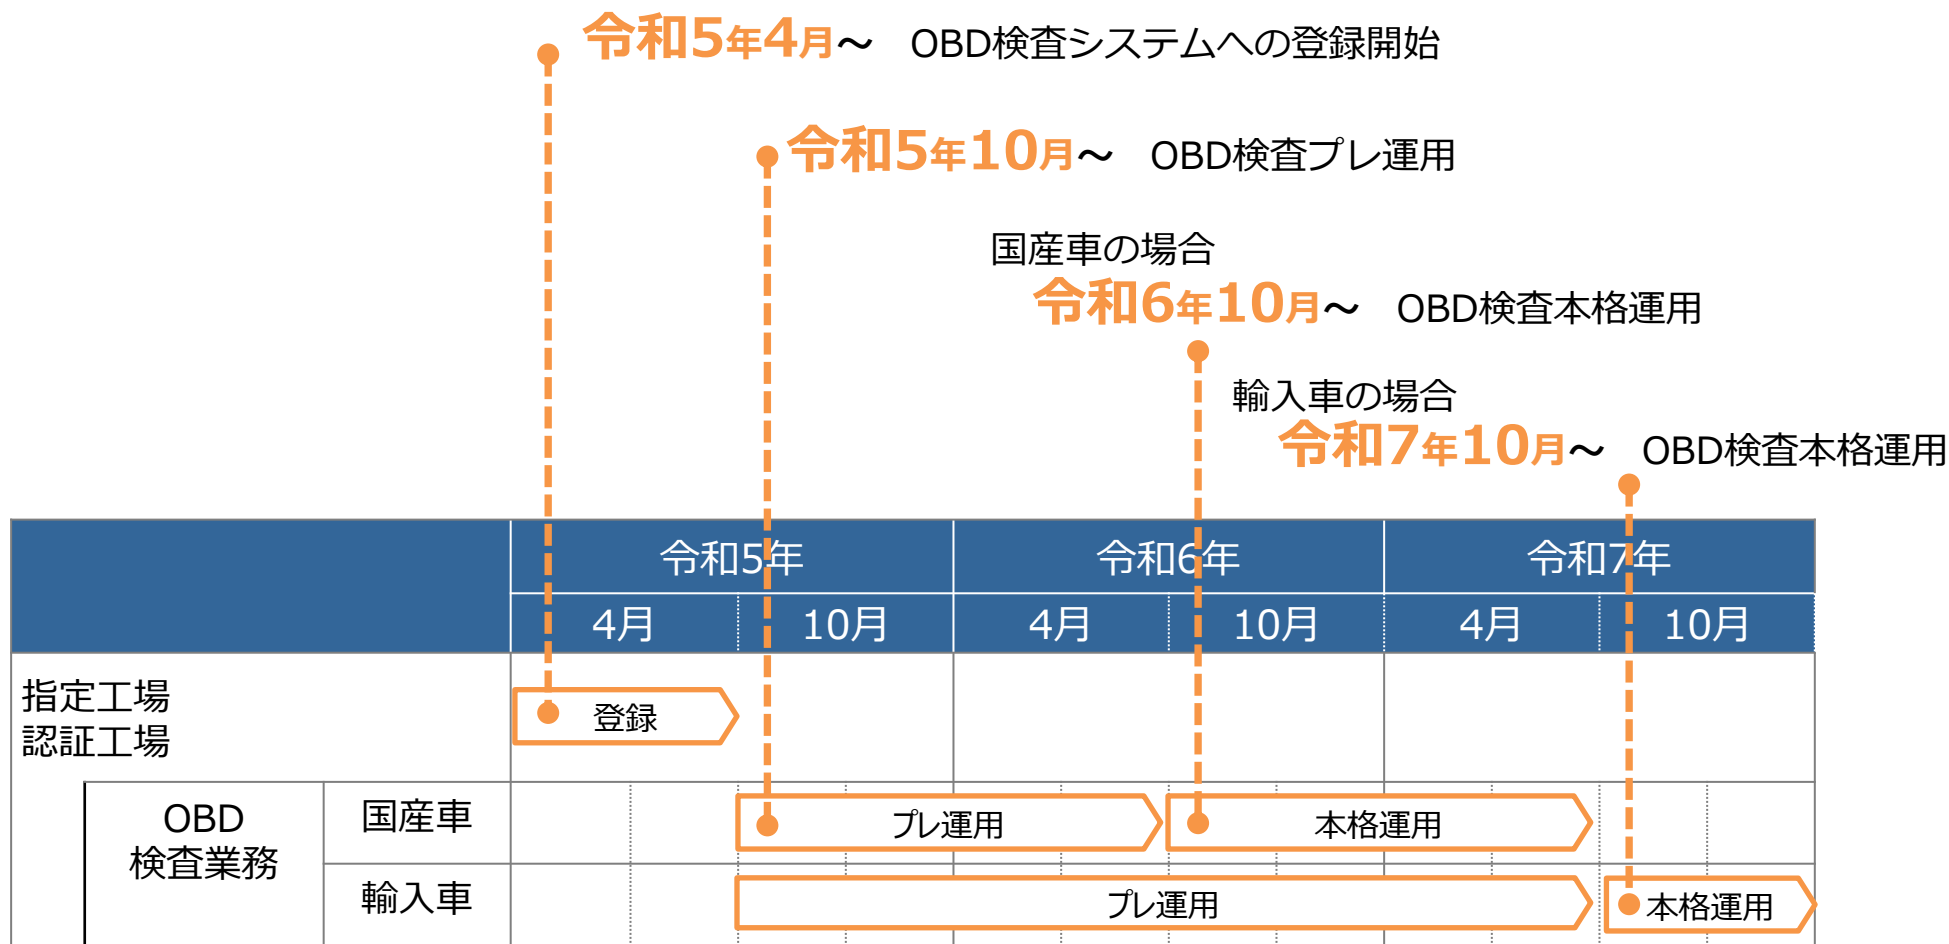 令和5年4月～ OBD検査システムへの登録開始
令和5年10月～ OBD検査プレ運用
国産車の場合
令和6年10月～ OBD検査本格運用
輸入車の場合
令和7年10月～ OBD検査本格運用
令和5年 令和6年 令和7年
4月 10月 4月 10月 4月 10月
指定工場
認証工場
登録
OBD
検査業務
国産車
プレ運用 本格運用
輸入車
プレ運用 本格運用